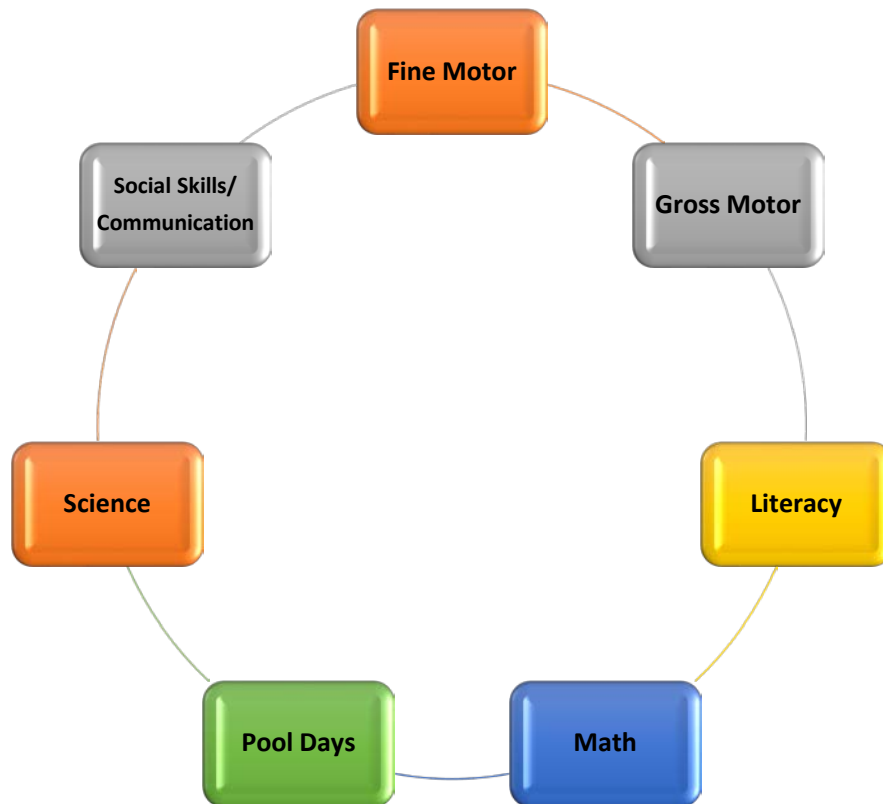 Fine Motor
Social Skills/
Communication
Gross Motor
Science
Literacy
Pool Days
Math